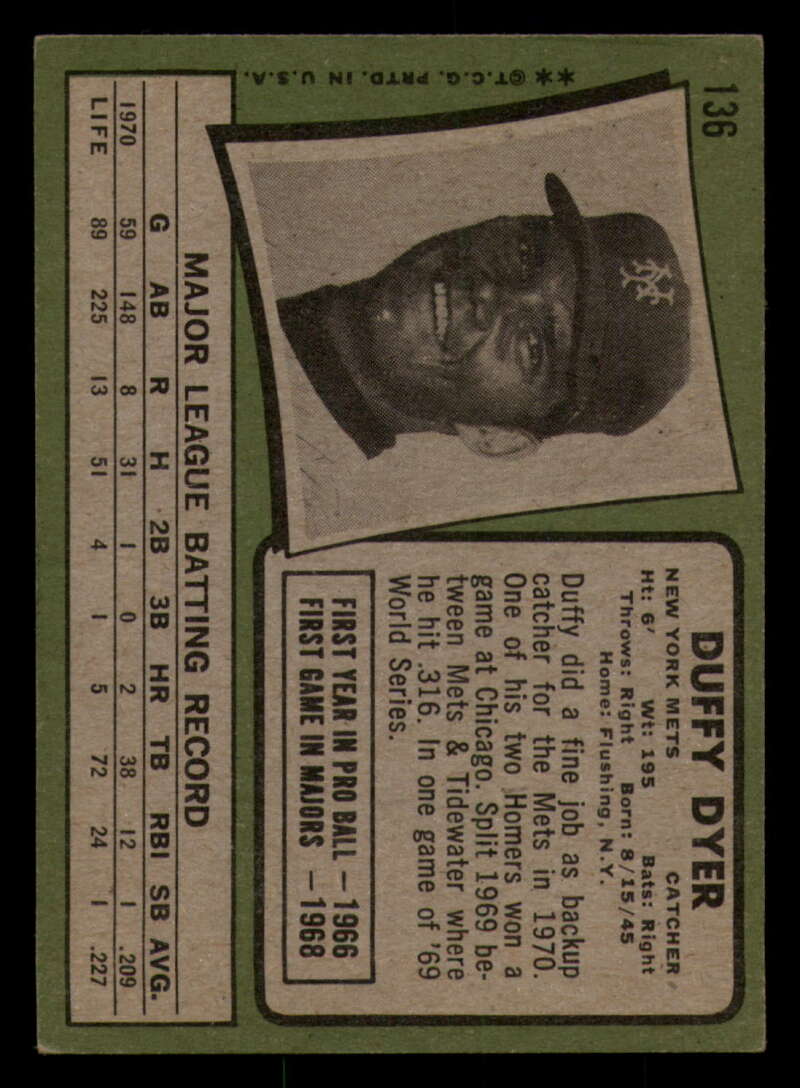 136
**©T.C.G. PRTD. IN U.S.A.
NY
DUFFY DYER
NEW YORK METS CATCHER
Ht: 6' Wt: 195 Bats: Right
Throws: Right Born: 8/15/45
Home: Flushing, N.Y.
Duffy did a fine job as backup
catcher for the Mets in 1970.
One of his two Homers won a
game at Chicago. Split 1969 be-
tween Mets & Tidewater where
he hit .316. In one game of '69
World Series.
FIRST YEAR IN PRO BALL — 1966
FIRST GAME IN MAJORS — 1968
MAJOR LEAGUE BATTING RECORD
G AB R H 2B 3B HR TB RBI SB AVG.
1970 59 148 8 31 1 0 2 38 12 1 .209
LIFE 89 225 13 51 4 1 5 72 24 1 .227